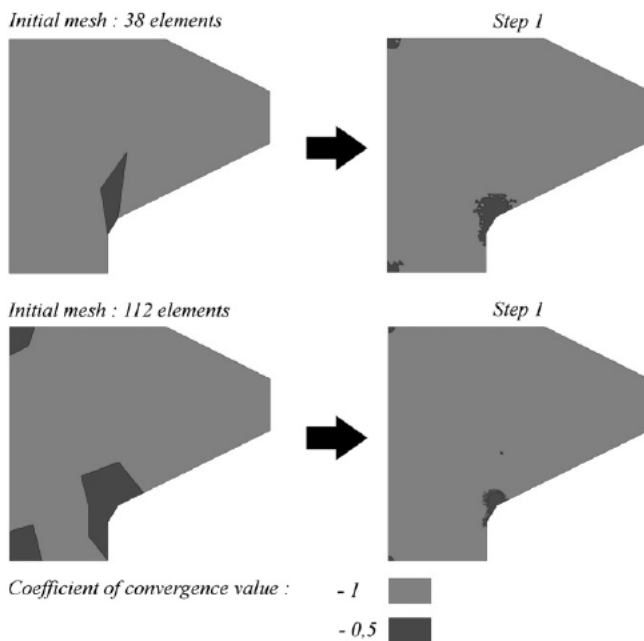 Initial mesh : 38 elements
Step 1
Initial mesh : 112 elements
Step 1
Coefficient of convergence value :
- 1
- 0,5